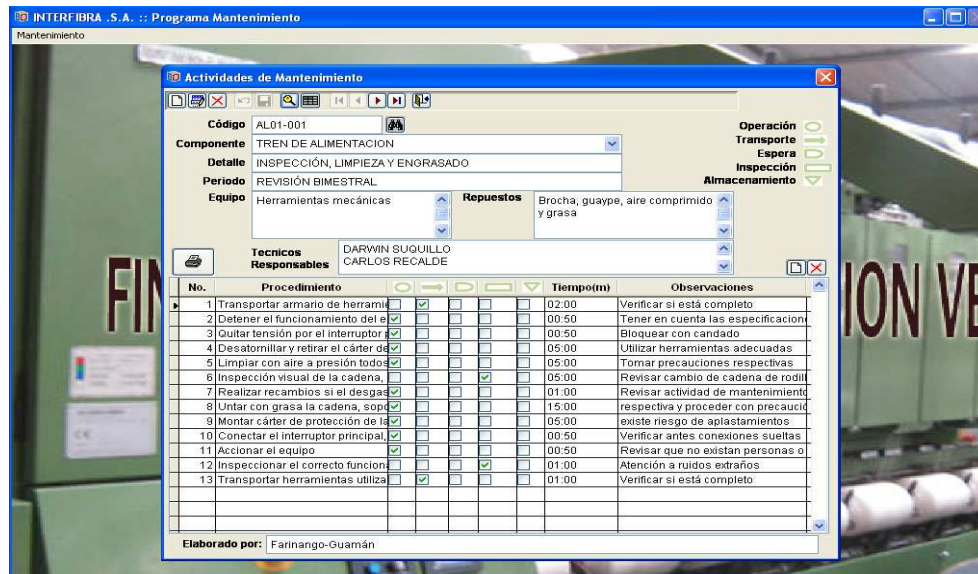 INTERFIBRA .S.A. :: Programa Mantenimiento
Mantenimiento
Actividades de Mantenimiento
Código AL01-001
Componente TREN DE ALIMENTACION
Detalle INSPECCIÓN, LIMPIEZA Y ENGRASADO
Periodo REVISIÓN BIMESTRAL
Operación
Transporte
Espera
Inspección
Almacenamiento
Equipo Herramientas mecánicas
Repuestos Brocha, guaype, aire comprimido
y grasa
Tecnicos
Responsables
DARWIN SUQUILLO
CARLOS RECALDE
No. Procedimiento Tiempo(m) Observaciones
1 Transportar armario de herramie 02:00 Verificar si está completo
2 Detener el funcionamiento del e 00:50 Tener en cuenta las especificacion
3 Quitar tensión por el interruptor 00:50 Bloquear con candado
4 Desatornillar y retirar el cárter de 05:00 Utilizar herramientas adecuadas
5 Limpiar con aire a presión todos 05:00 Tomar precauciones respectivas
6 Inspección visual de la cadena, 05:00 Revisar cambio de cadena de rodill
7 Realizar recambios si el desgas 01:00 Revisar actividad de mantenimiento
8 Untar con grasa la cadena, sopo 15:00 respectiva y proceder con precaució
9 Montar cárter de protección de la 05:00 existe riesgo de aplastamientos
10 Conectar el interruptor principal, 00:50 Verificar antes conexiones sueltas
11 Accionar el equipo 00:50 Revisar que no existan personas o
12 Inspeccionar el correcto funcion 01:00 Atención a ruidos extraños
13 Transportar herramientas utiliza 01:00 Verificar si está completo
Elaborado por: Farinango-Guamán
FIN
ION VE